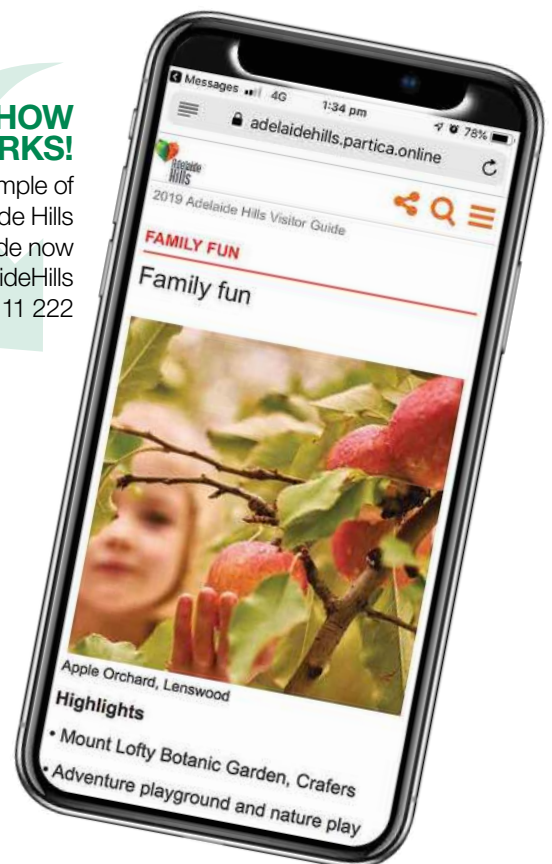 HOW
RKS!
mple of
de Hills
de now
ideHills
11 222
Messages 4G 1:34 pm 78%
adelaidehills.partica.online
Adelaide
Hills
2019 Adelaide Hills Visitor Guide
FAMILY FUN
Family fun
Apple Orchard, Lenswood
Highlights
• Mount Lofty Botanic Garden, Crafers
• Adventure playground and nature play